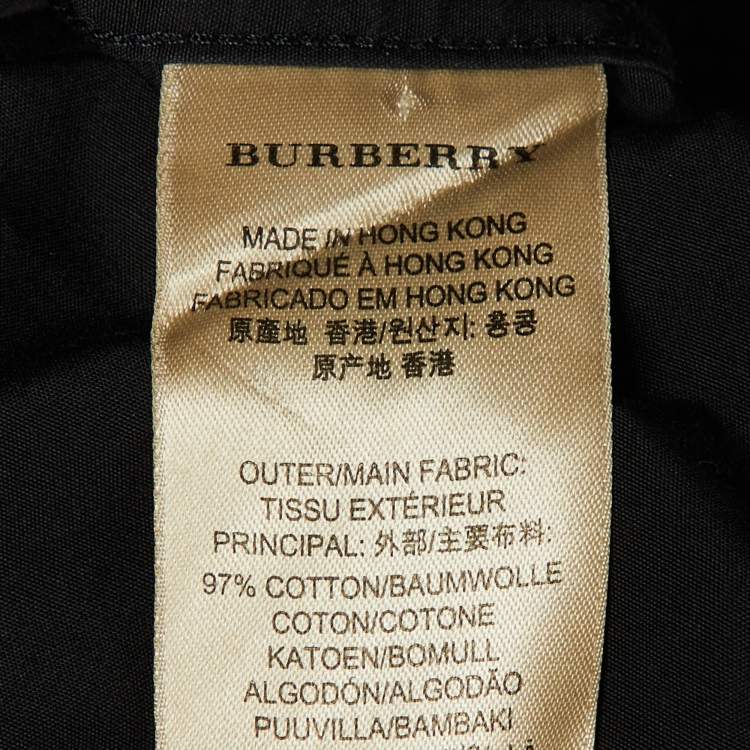 BURBERRY
MADE IN HONG KONG
FABRIQUÉ À HONG KONG
FABRICADO EM HONG KONG
原產地 香港/원산지: 홍콩
原产地 香港
OUTER/MAIN FABRIC:
TISSU EXTÉRIEUR
PRINCIPAL: 外部/主要布料:
97% COTTON/BAUMWOLLE
COTON/COTONE
KATOEN/BOMULL
ALGODÓN/ALGODÃO
PUUVILLA/BAMBAKI